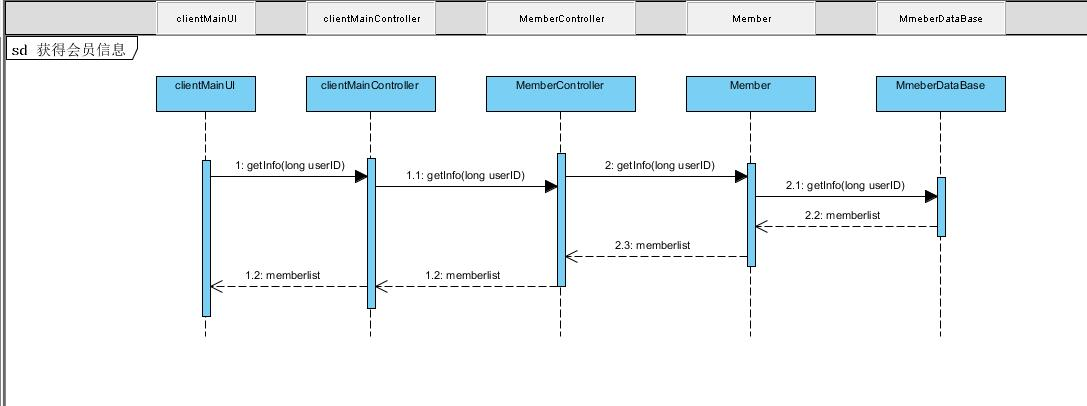 clientMainUI
clientMainController
MemberController
Member
MmeberDataBase
sd 获得会员信息
clientMainUI
clientMainController
MemberController
Member
MmeberDataBase
1: getInfo(long userID)
1.1: getInfo(long userID)
2: getInfo(long userID)
2.1: getInfo(long userID)
2.2: memberlist
2.3: memberlist
1.2: memberlist
1.2: memberlist